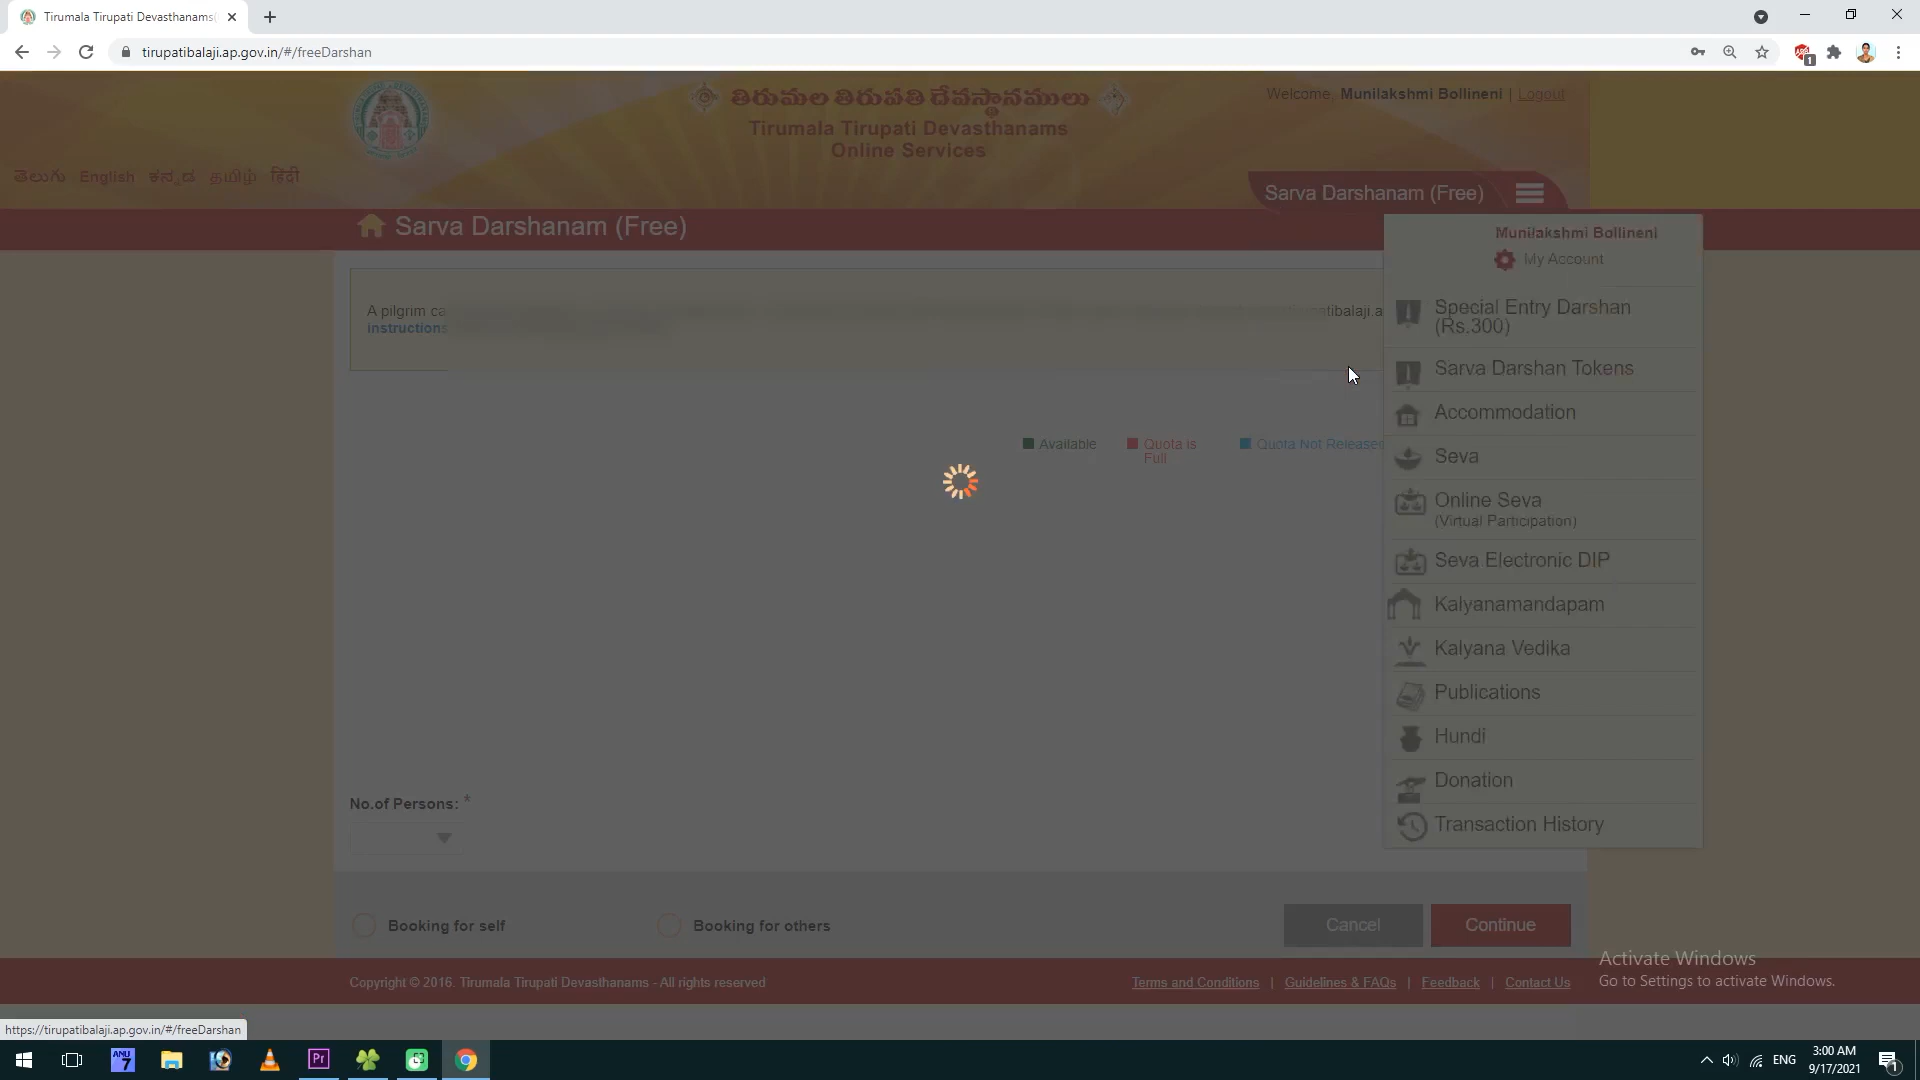 Tirumala Tirupati Devasthanams(
tirupatibalaji.ap.gov.in/#/freeDarshan
తిరుమల తిరుపతి దేవస్థానములు
Tirumala Tirupati Devasthanams
Online Services
Welcome, Munilakshmi Bollineni | Logout
తెలుగు English ಕನ್ನಡ தமிழ் हिंदी
Sarva Darshanam (Free)
Sarva Darshanam (Free)
Munilakshmi Bollineni
My Account
A pilgrim ca
tibalaji.a
instructions
Special Entry Darshan
(Rs.300)
Sarva Darshan Tokens
Accommodation
Available
Quota is
Full
Quota Not Released
Seva
Online Seva
(Virtual Participation)
Seva Electronic DIP
Kalyanamandapam
Kalyana Vedika
Publications
Hundi
Donation
Transaction History
No.of Persons: *
Booking for self
Booking for others
Cancel
Continue
Activate Windows
Go to Settings to activate Windows.
Copyright © 2016. Tirumala Tirupati Devasthanams - All rights reserved
Terms and Conditions | Guidelines & FAQs | Feedback | Contact Us
https://tirupatibalaji.ap.gov.in/#/freeDarshan
ANU
7
Pr
ENG
3:00 AM
9/17/2021
1